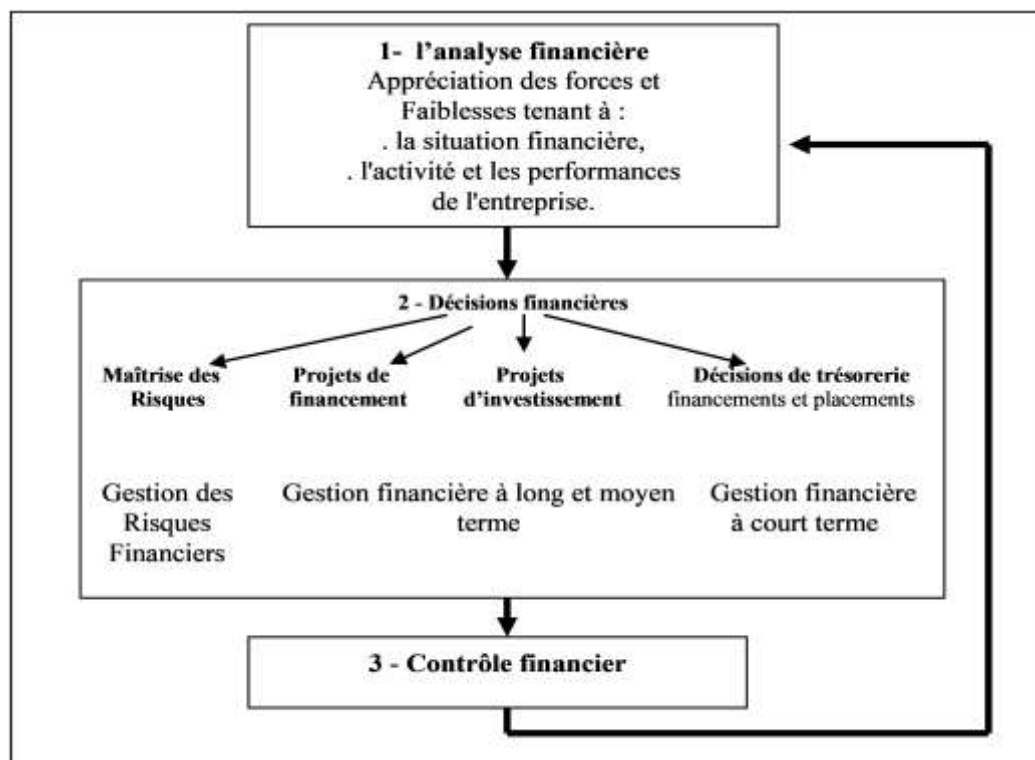 1-  l'analyse financière
Appréciation des forces et
Faiblesses tenant à :
. la situation financière,
. l'activité et les performances
de l'entreprise.
2 - Décisions financières
Maîtrise des
Risques
Projets de
financement
Projets
d'investissement
Décisions de trésorerie
financements et placements
Gestion des
Risques
Financiers
Gestion financière à long et moyen
terme
Gestion financière
à court terme
3 - Contrôle financier